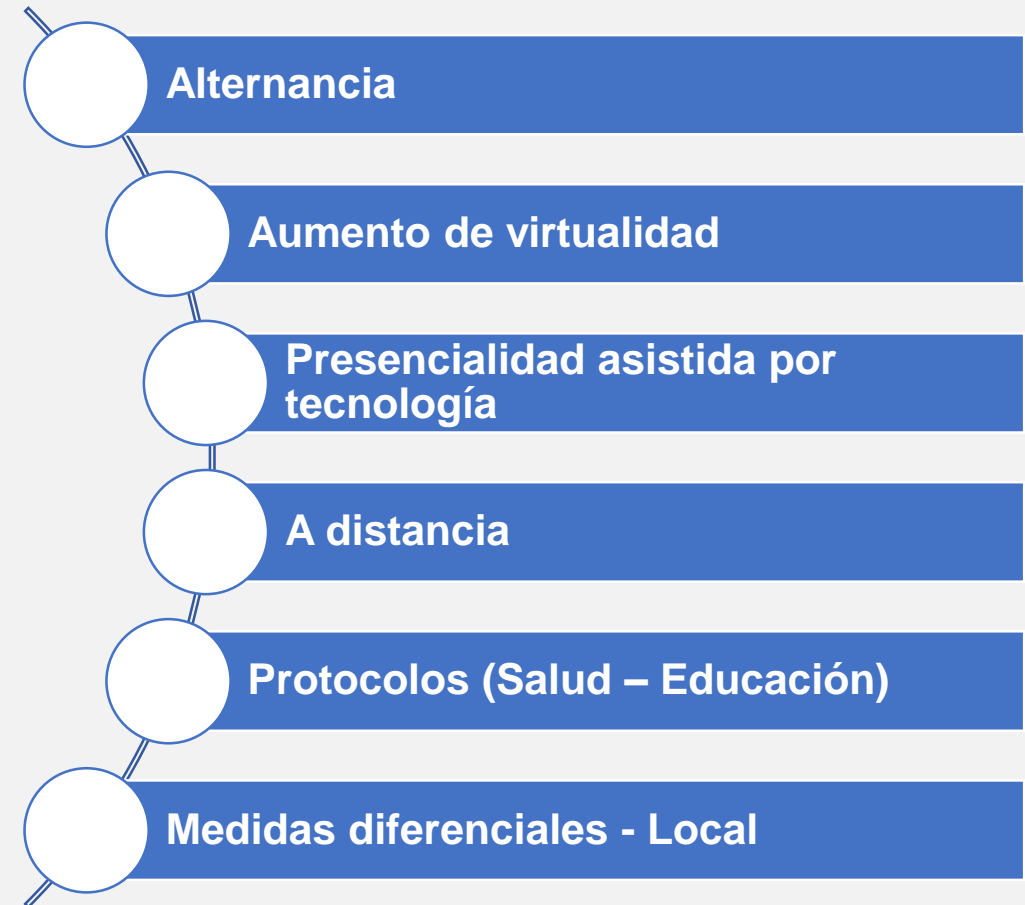 Alternancia
Aumento de virtualidad
Presencialidad asistida por
tecnología
A distancia
Protocolos (Salud – Educación)
Medidas diferenciales - Local